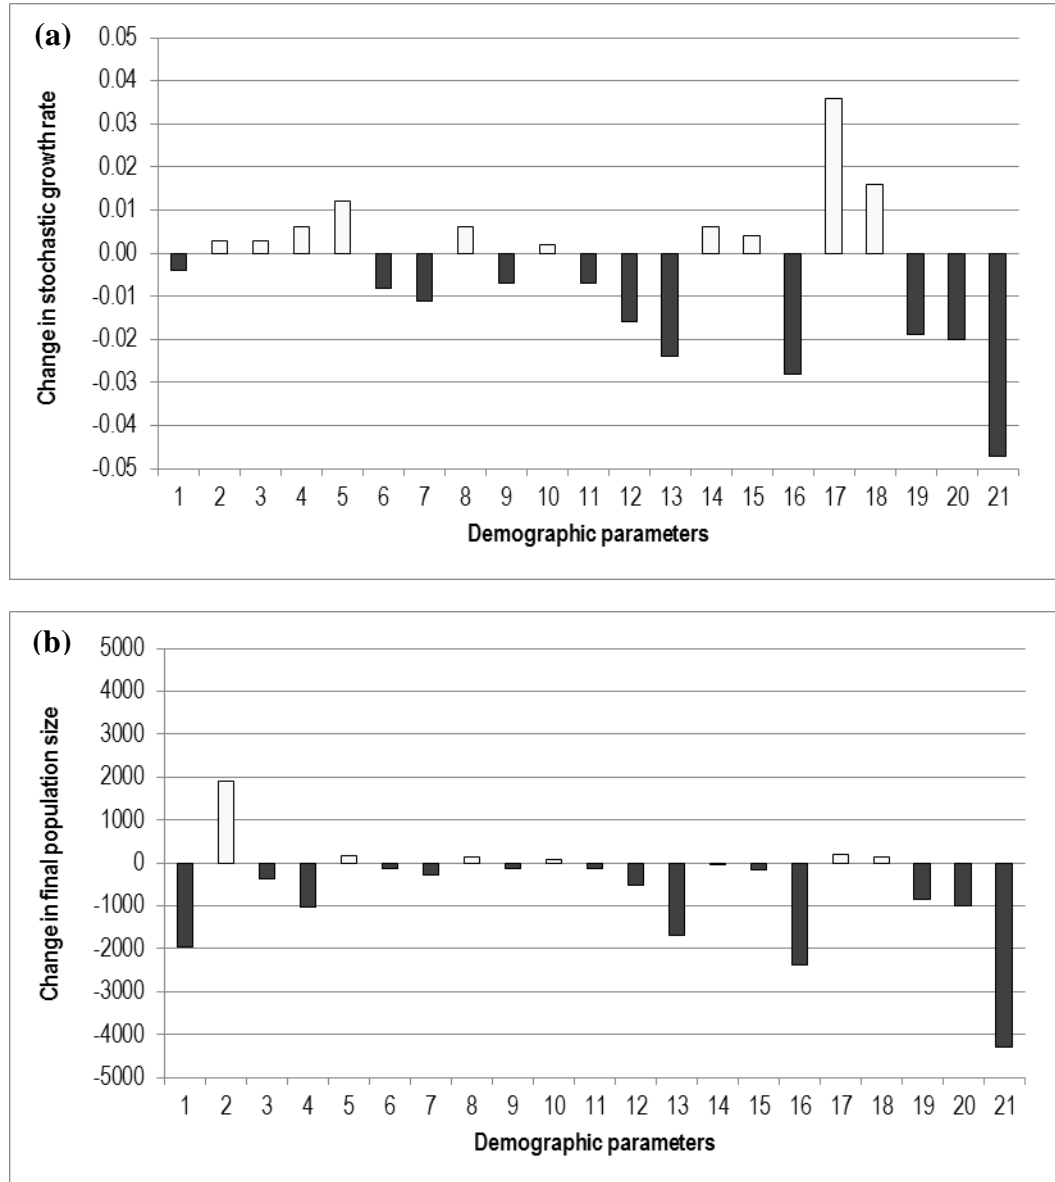 (a)
0.05
0.04
0.03
0.02
0.01
0.00
-0.01
-0.02
-0.03
-0.04
-0.05
Change in stochastic growth rate
1 2 3 4 5 6 7 8 9 10 11 12 13 14 15 16 17 18 19 20 21
Demographic parameters
(b)
5000
4000
3000
2000
1000
0
-1000
-2000
-3000
-4000
-5000
Change in final population size
1 2 3 4 5 6 7 8 9 10 11 12 13 14 15 16 17 18 19 20 21
Demographic parameters